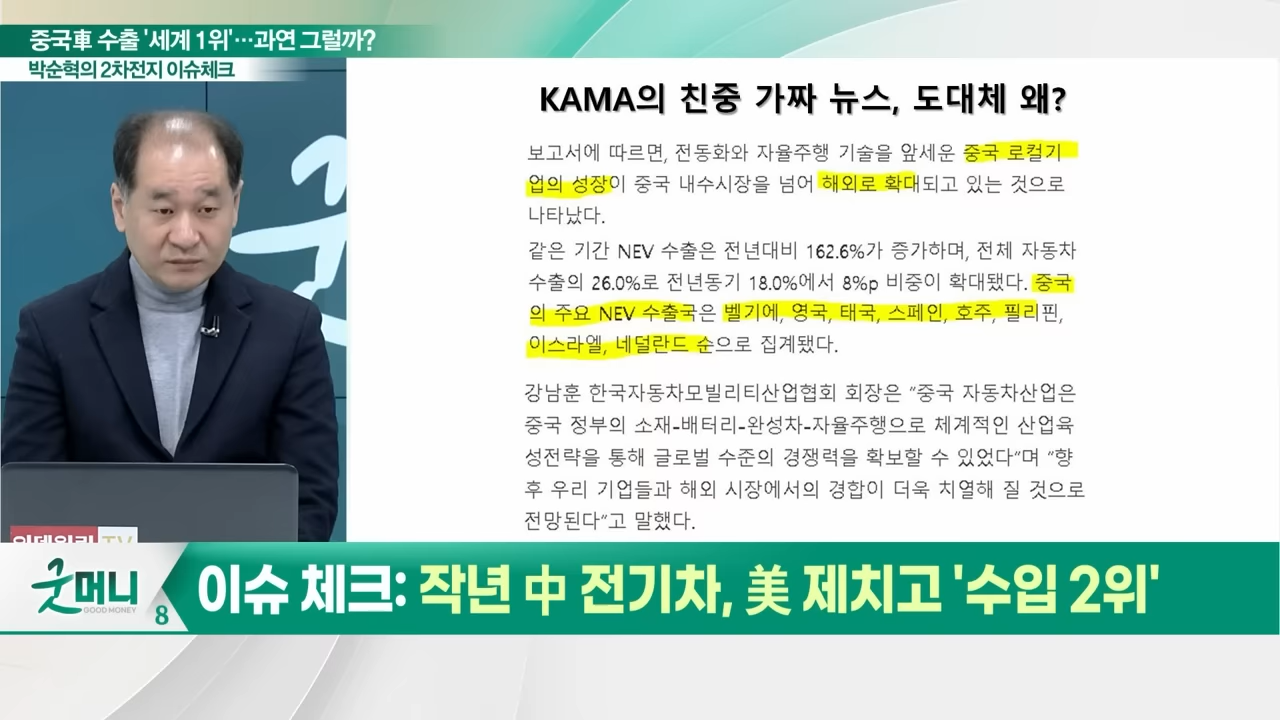 중국車 수출 '세계 1위'…과연 그럴까?
박순혁의 2차전지 이슈체크
KAMA의 친중 가짜 뉴스, 도대체 왜?
보고서에 따르면, 전동화와 자율주행 기술을 앞세운 중국 로컬기
업의 성장이 중국 내수시장을 넘어 해외로 확대되고 있는 것으로
나타났다.
같은 기간 NEV 수출은 전년대비 162.6%가 증가하며, 전체 자동차
수출의 26.0%로 전년동기 18.0%에서 8%p 비중이 확대됐다. 중국
의 주요 NEV 수출국은 벨기에, 영국, 태국, 스페인, 호주, 필리핀,
이스라엘, 네덜란드 순으로 집계됐다.
강남훈 한국자동차모빌리티산업협회 회장은 "중국 자동차산업은
중국 정부의 소재-배터리-완성차-자율주행으로 체계적인 산업육
성전략을 통해 글로벌 수준의 경쟁력을 확보할 수 있었다"며 "향
후 우리 기업들과 해외 시장에서의 경합이 더욱 치열해 질 것으로
전망된다"고 말했다.
굿머니
GOOD MONEY
8
이슈 체크: 작년 中 전기차, 美 제치고 '수입 2위'